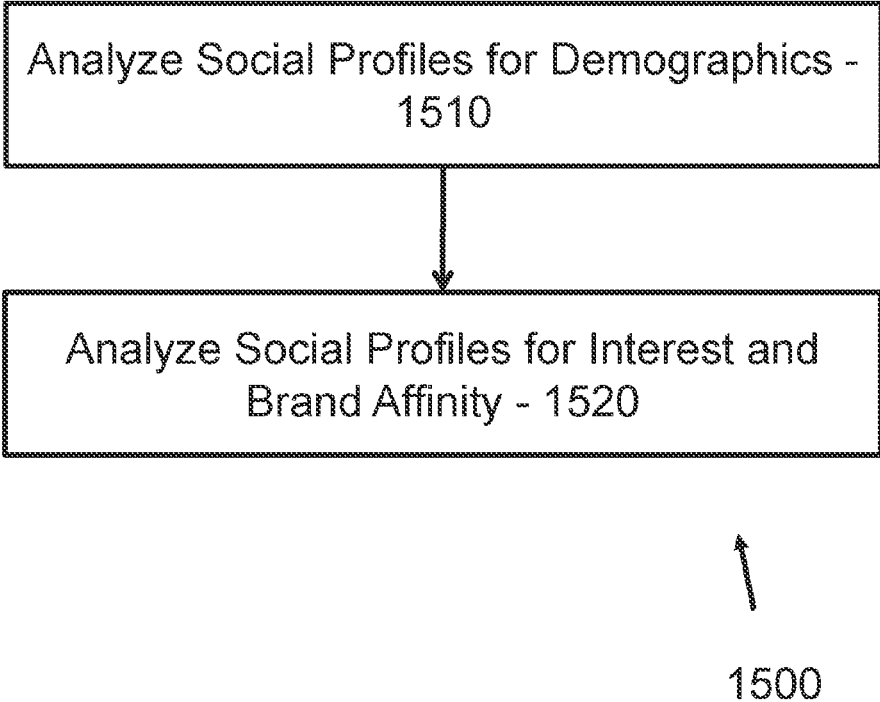 Analyze Social Profiles for Demographics -
1510
Analyze Social Profiles for Interest and
Brand Affinity - 1520
1500